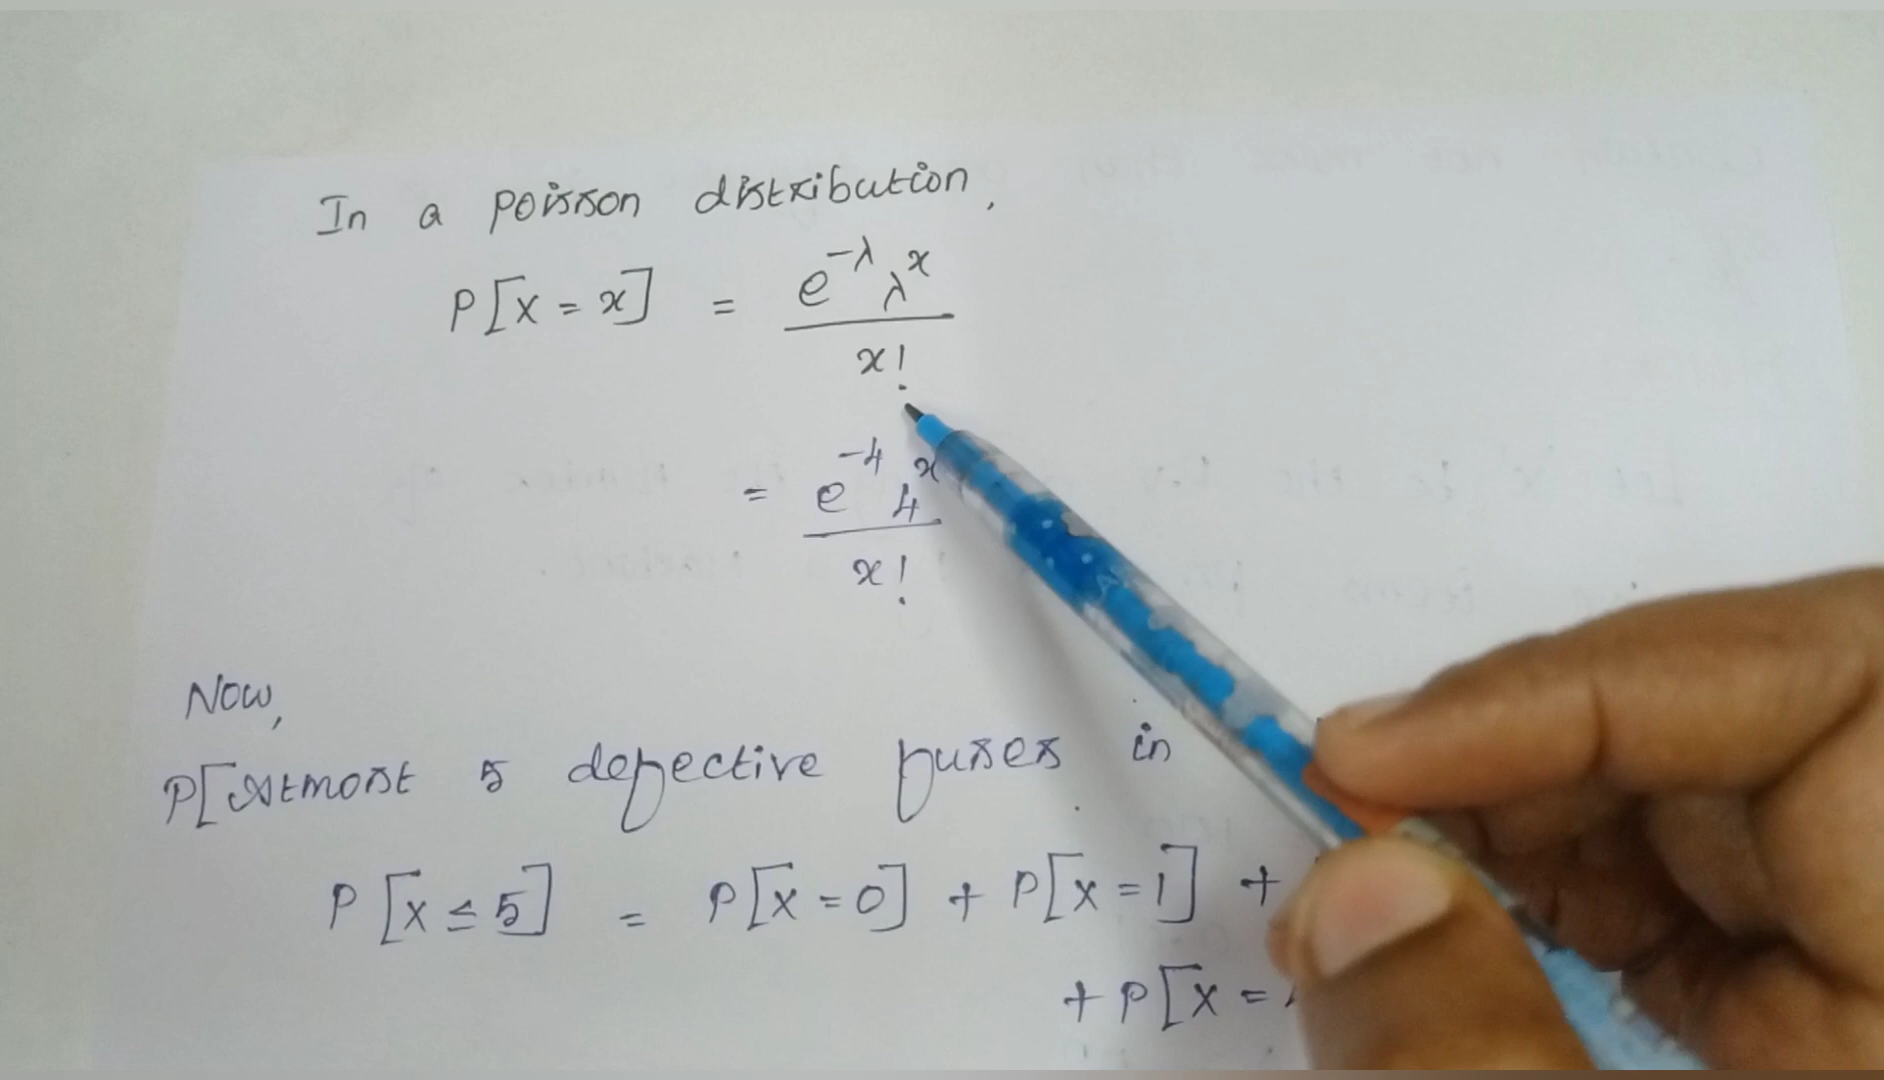 In a poisson distribution,
P[X = x] = e^{-λ} λ^x / x!
= e^{-4} 4^x / x!
Now,
P[Atmost 5 defective fuses in
P[X ≤ 5] = P[X = 0] + P[X = 1] +
+ P[X =